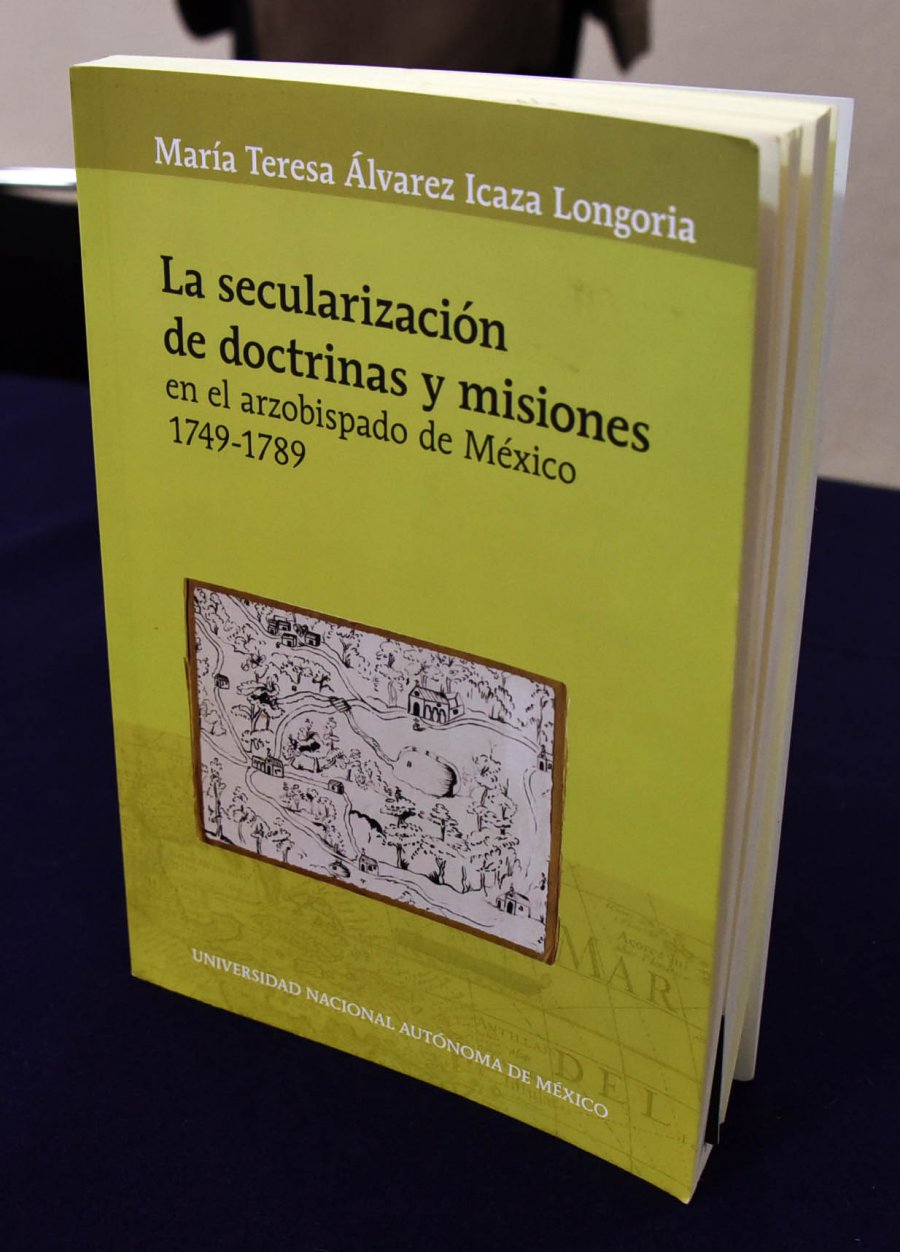 María Teresa Álvarez Icaza Longoria
La secularización
de doctrinas y misiones
en el arzobispado de México
1749-1789
MAR
DEL
UNIVERSIDAD NACIONAL AUTÓNOMA DE MÉXICO